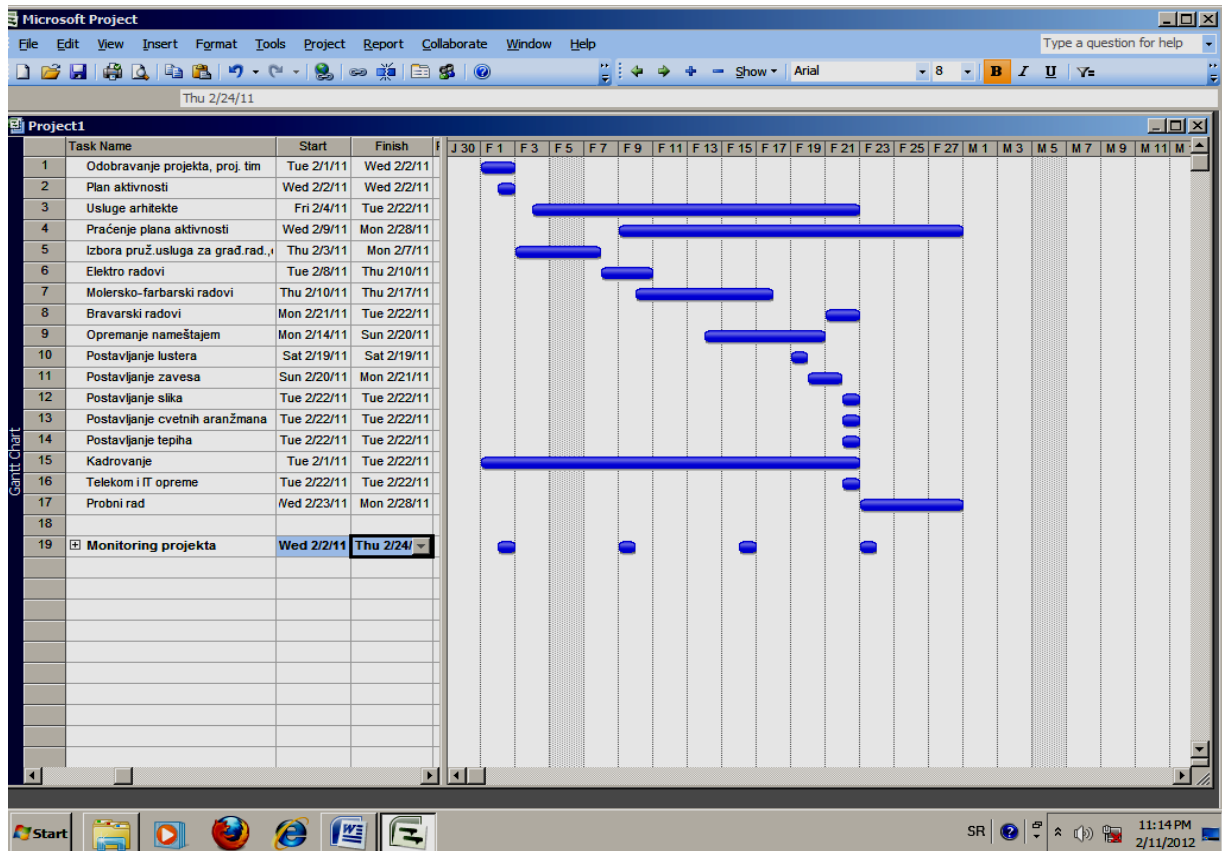 Microsoft Project
File Edit View Insert Format Tools Project Report Collaborate Window Help Type a question for help
Show Arial 8 B I U
Thu 2/24/11
Project1
Task Name Start Finish J 30 F 1 F 3 F 5 F 7 F 9 F 11 F 13 F 15 F 17 F 19 F 21 F 23 F 25 F 27 M 1 M 3 M 5 M 7 M 9 M 11 M
1 Odobravanje projekta, proj. tim Tue 2/1/11 Wed 2/2/11
2 Plan aktivnosti Wed 2/2/11 Wed 2/2/11
3 Usluge arhitekte Fri 2/4/11 Tue 2/22/11
4 Praćenje plana aktivnosti Wed 2/9/11 Mon 2/28/11
5 Izbora pruž.usluga za građ.rad., Thu 2/3/11 Mon 2/7/11
6 Elektro radovi Tue 2/8/11 Thu 2/10/11
7 Molersko-farbarski radovi Thu 2/10/11 Thu 2/17/11
8 Bravarski radovi Mon 2/21/11 Tue 2/22/11
9 Opremanje nameštajem Mon 2/14/11 Sun 2/20/11
10 Postavljanje lustera Sat 2/19/11 Sat 2/19/11
11 Postavljanje zavesa Sun 2/20/11 Mon 2/21/11
12 Postavljanje slika Tue 2/22/11 Tue 2/22/11
13 Postavljanje cvetnih aranžmana Tue 2/22/11 Tue 2/22/11
14 Postavljanje tepiha Tue 2/22/11 Tue 2/22/11
15 Kadrovanje Tue 2/1/11 Tue 2/22/11
16 Telekom i IT opreme Tue 2/22/11 Tue 2/22/11
17 Probni rad Wed 2/23/11 Mon 2/28/11
18
19 Monitoring projekta Wed 2/2/11 Thu 2/24/
Gantt Chart
Start SR 11:14 PM
2/11/2012